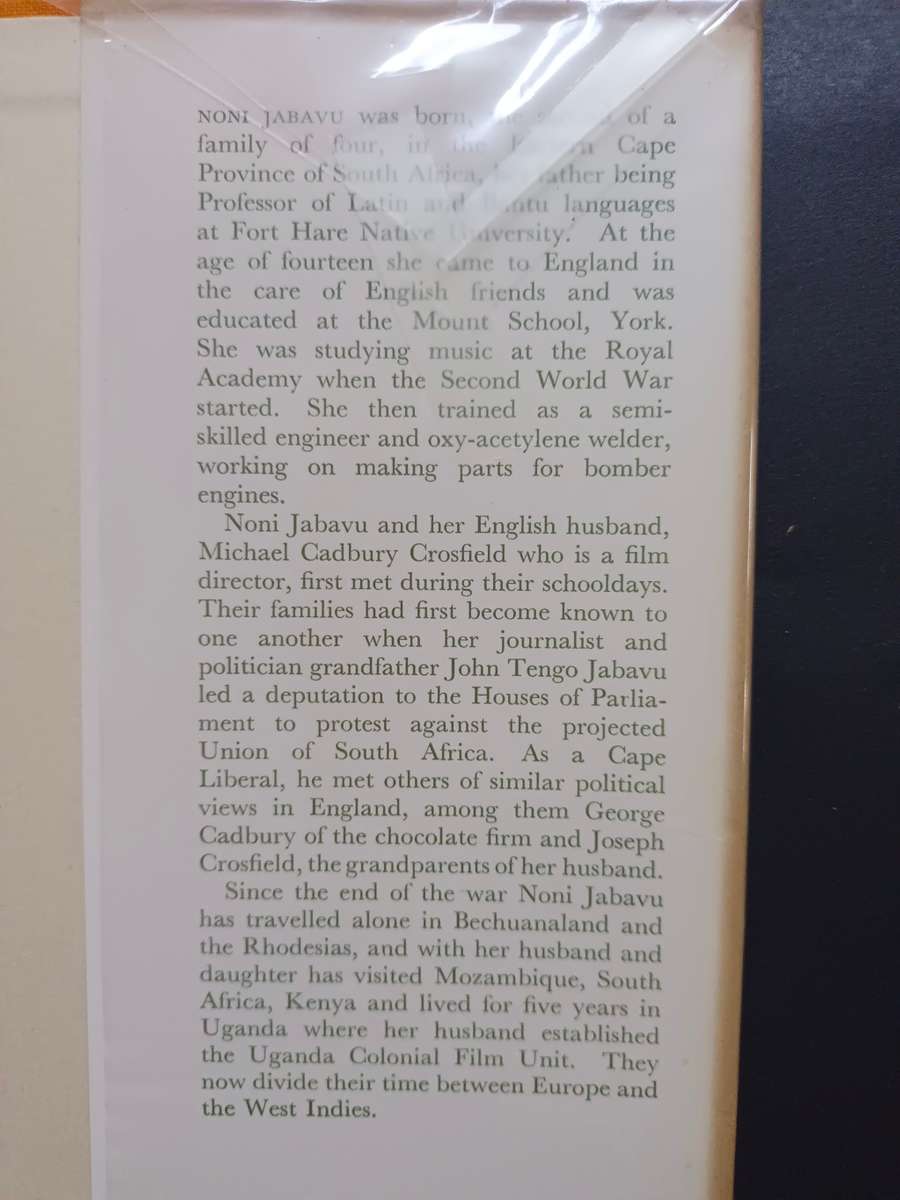 NONI JABAVU was born, the second of a
family of four, in the Eastern Cape
Province of South Africa, her father being
Professor of Latin and Bantu languages
at Fort Hare Native University. At the
age of fourteen she came to England in
the care of English friends and was
educated at the Mount School, York.
She was studying music at the Royal
Academy when the Second World War
started. She then trained as a semi-
skilled engineer and oxy-acetylene welder,
working on making parts for bomber
engines.
Noni Jabavu and her English husband,
Michael Cadbury Crosfield who is a film
director, first met during their schooldays.
Their families had first become known to
one another when her journalist and
politician grandfather John Tengo Jabavu
led a deputation to the Houses of Parlia-
ment to protest against the projected
Union of South Africa. As a Cape
Liberal, he met others of similar political
views in England, among them George
Cadbury of the chocolate firm and Joseph
Crosfield, the grandparents of her husband.
Since the end of the war Noni Jabavu
has travelled alone in Bechuanaland and
the Rhodesias, and with her husband and
daughter has visited Mozambique, South
Africa, Kenya and lived for five years in
Uganda where her husband established
the Uganda Colonial Film Unit. They
now divide their time between Europe and
the West Indies.